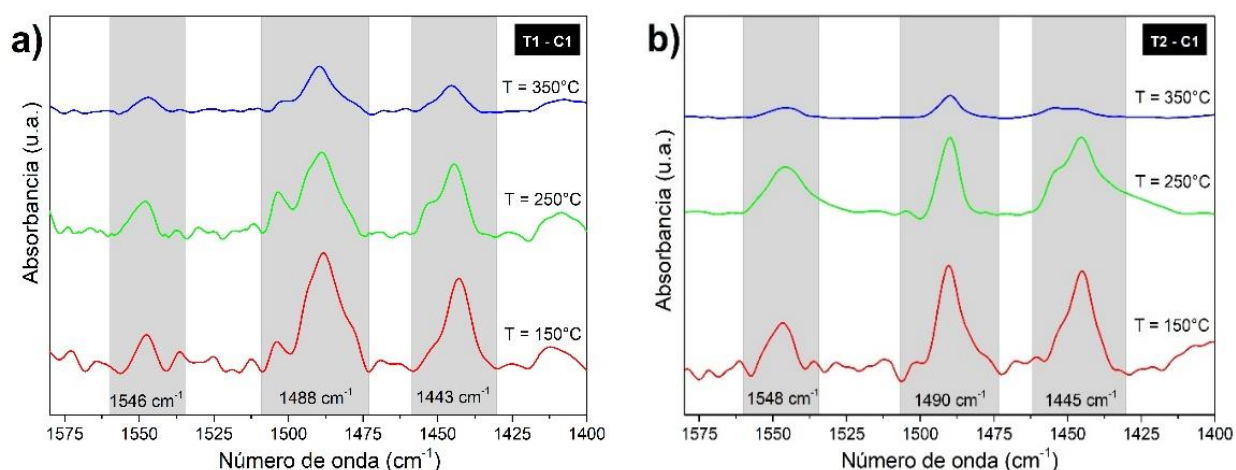 a)
T1 - C1
T = 350°C
T = 250°C
T = 150°C
1546 cm⁻¹
1488 cm⁻¹
1443 cm⁻¹
Absorbancia (u.a.)
1575 1550 1525 1500 1475 1450 1425 1400
Número de onda (cm⁻¹)
b)
T2 - C1
T = 350°C
T = 250°C
T = 150°C
1548 cm⁻¹
1490 cm⁻¹
1445 cm⁻¹
Absorbancia (u.a.)
1575 1550 1525 1500 1475 1450 1425 1400
Número de onda (cm⁻¹)